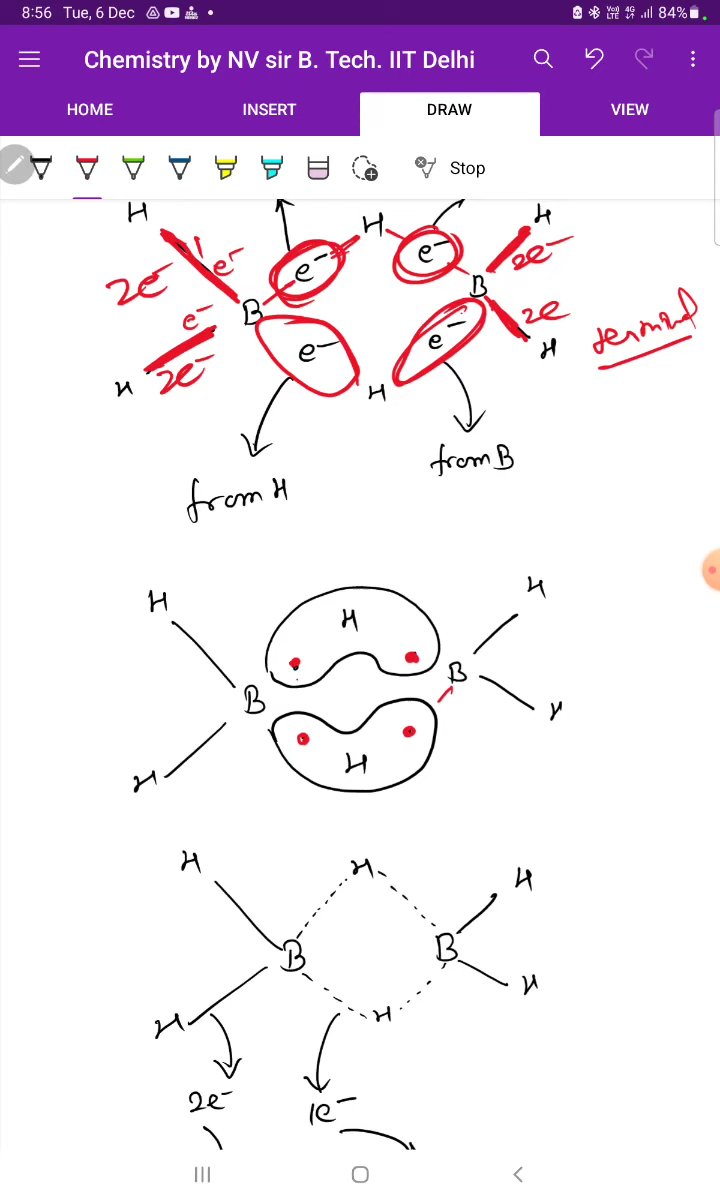 8:56 Tue, 6 Dec 84%
Chemistry by NV sir B. Tech. IIT Delhi
HOME INSERT DRAW VIEW
Stop
H H H
2e- 1e- e- e- B B 2e-
e- 2e- e- e- 2e terminal
H H H
from H from B
H H H
B B
H H H
H H H
B B
H H H
2e- 1e-